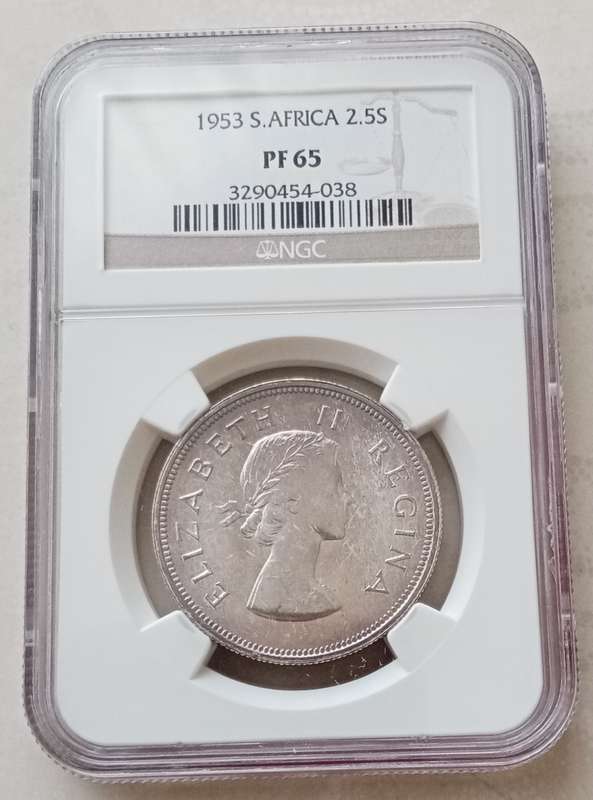 1953 S.AFRICA 2.5S
PF 65
3290454-038
NGC
ELIZABETH II REGINA